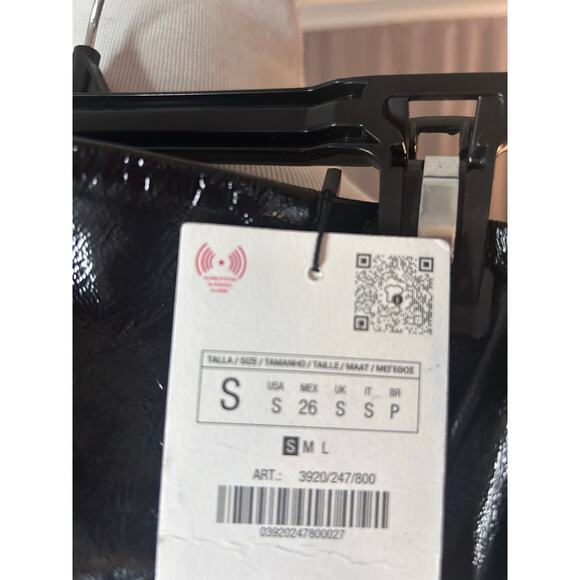 TALLA / SIZE / TAMANHO / TAILLE / MAAT / ΜΕΓΕΘΟΣ
S
USA MEX UK IT BR
S 26 S S P
S M L
ART.: 3920/247/800
03920247800027